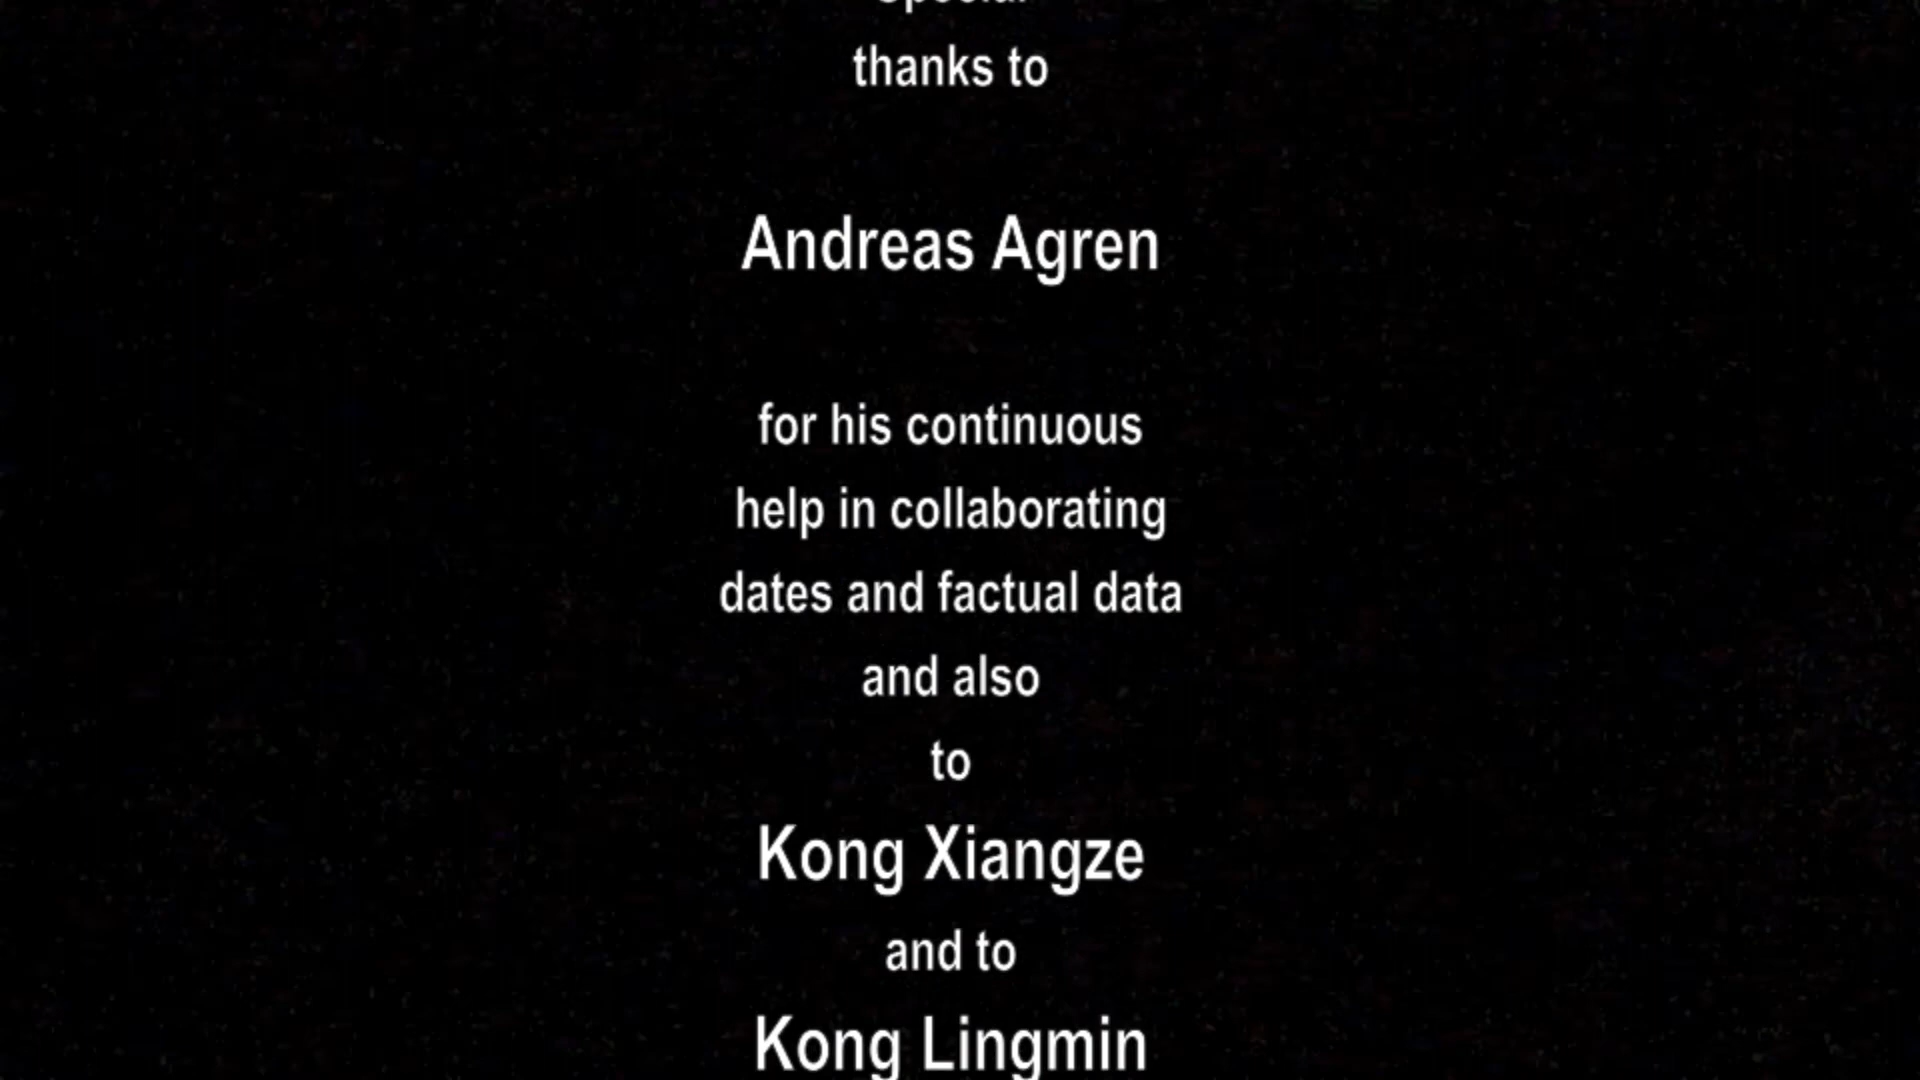 Special
thanks to
Andreas Agren
for his continuous
help in collaborating
dates and factual data
and also
to
Kong Xiangze
and to
Kong Lingmin